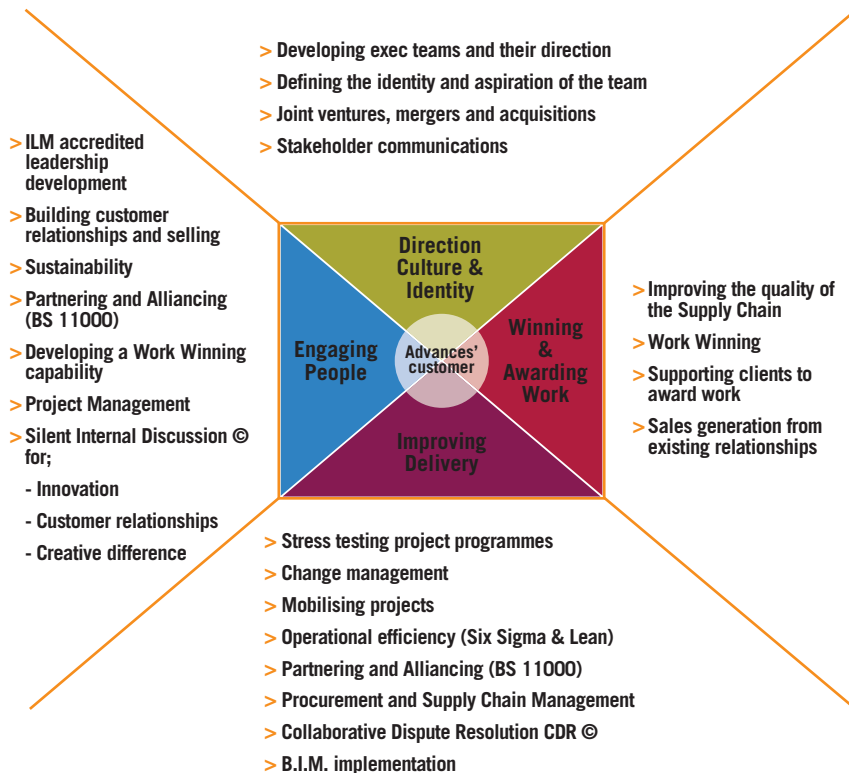 > Developing exec teams and their direction
> Defining the identity and aspiration of the team
> Joint ventures, mergers and acquisitions
> Stakeholder communications
> ILM accredited
leadership
development
> Building customer
relationships and selling
> Sustainability
> Partnering and Alliancing
(BS 11000)
> Developing a Work Winning
capability
> Project Management
> Silent Internal Discussion ©
for;
- Innovation
- Customer relationships
- Creative difference
Direction
Culture &
Identity
Engaging
People
Advances’
customer
Winning
&
Awarding
Work
Improving
Delivery
> Improving the quality of
the Supply Chain
> Work Winning
> Supporting clients to
award work
> Sales generation from
existing relationships
> Stress testing project programmes
> Change management
> Mobilising projects
> Operational efficiency (Six Sigma & Lean)
> Partnering and Alliancing (BS 11000)
> Procurement and Supply Chain Management
> Collaborative Dispute Resolution CDR ©
> B.I.M. implementation